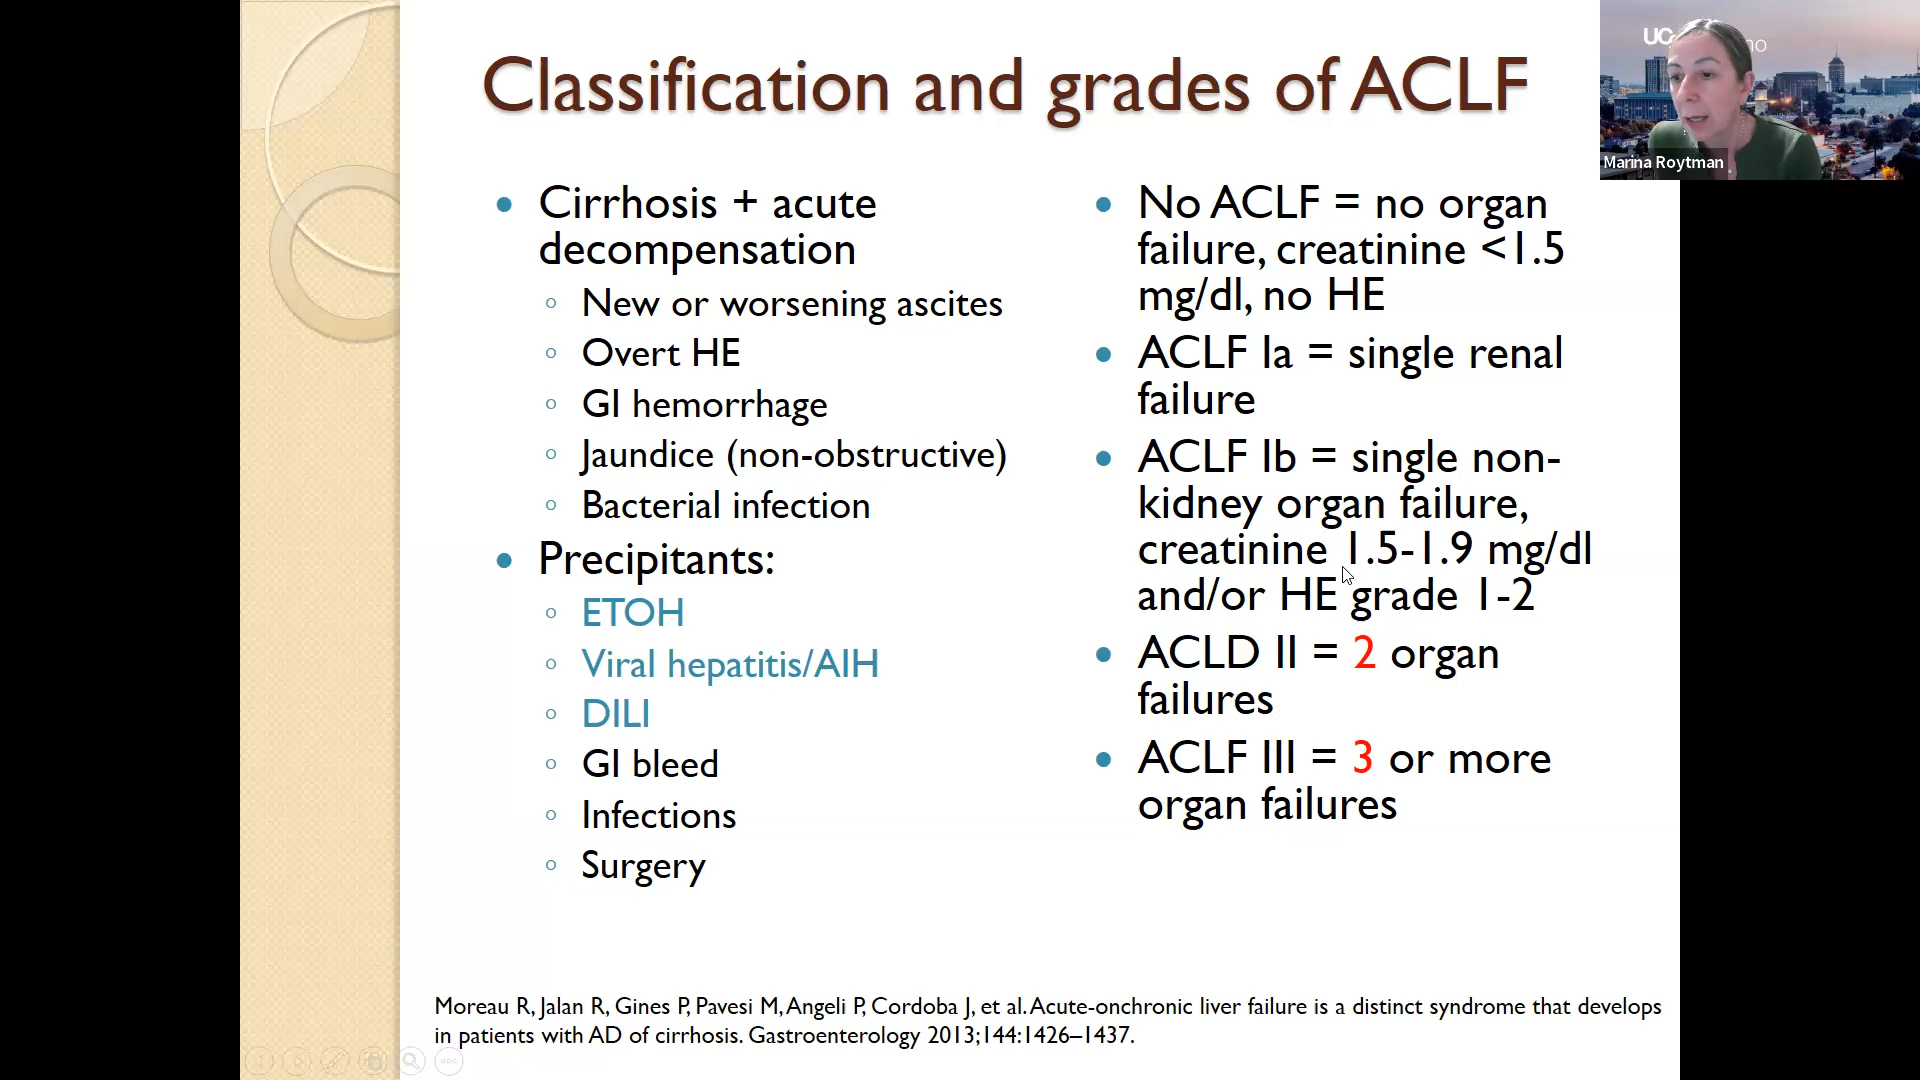 Classification and grades of ACLF
Cirrhosis + acute
decompensation
New or worsening ascites
Overt HE
GI hemorrhage
Jaundice (non-obstructive)
Bacterial infection
Precipitants:
ETOH
Viral hepatitis/AIH
DILI
GI bleed
Infections
Surgery
No ACLF = no organ
failure, creatinine <1.5
mg/dl, no HE
ACLF Ia = single renal
failure
ACLF Ib = single non-
kidney organ failure,
creatinine 1.5-1.9 mg/dl
and/or HE grade 1-2
ACLD II = 2 organ
failures
ACLF III = 3 or more
organ failures
Moreau R, Jalan R, Gines P, Pavesi M, Angeli P, Cordoba J, et al. Acute-onchronic liver failure is a distinct syndrome that develops
in patients with AD of cirrhosis. Gastroenterology 2013;144:1426–1437.
UC
Marina Roytman